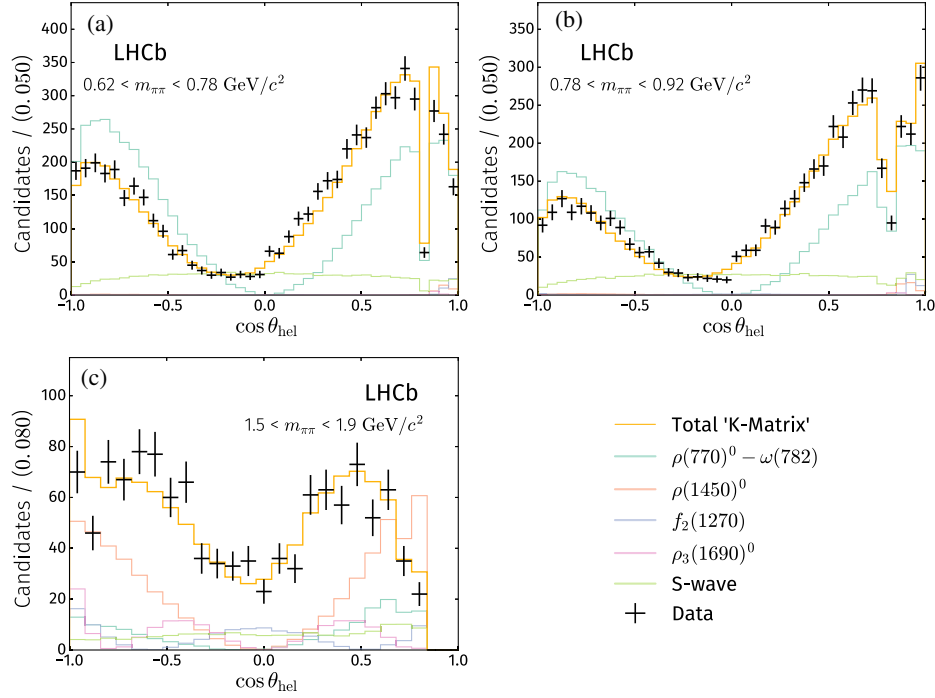 (a)
LHCb
0.62 < m_ππ < 0.78 GeV/c²
Candidates / (0.050)
400
350
300
250
200
150
100
50
0
−1.0 −0.5 0.0 0.5 1.0
cos θ_hel
(b)
LHCb
0.78 < m_ππ < 0.92 GeV/c²
Candidates / (0.050)
350
300
250
200
150
100
50
0
−1.0 −0.5 0.0 0.5 1.0
cos θ_hel
(c)
LHCb
1.5 < m_ππ < 1.9 GeV/c²
Candidates / (0.080)
100
80
60
40
20
0
−1.0 −0.5 0.0 0.5 1.0
cos θ_hel
Total 'K-Matrix'
ρ(770)⁰ − ω(782)
ρ(1450)⁰
f₂(1270)
ρ₃(1690)⁰
S-wave
Data